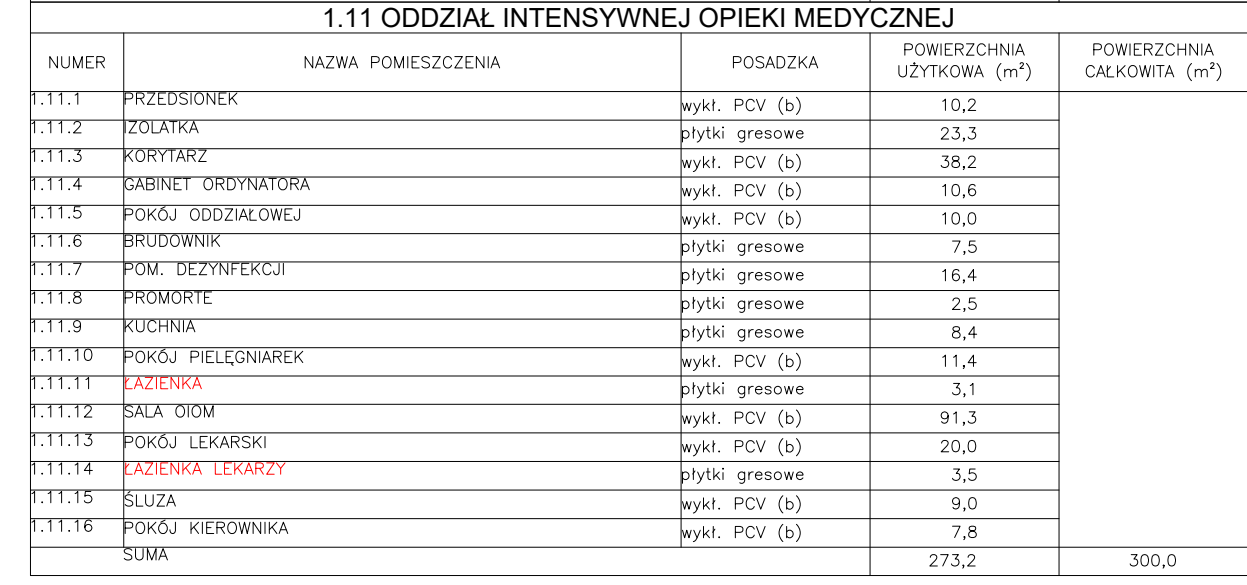 1.11 ODDZIAŁ INTENSYWNEJ OPIEKI MEDYCZNEJ
NUMER NAZWA POMIESZCZENIA POSADZKA POWIERZCHNIA UŻYTKOWA (m²) POWIERZCHNIA CAŁKOWITA (m²)
1.11.1 PRZEDSIONEK wykł. PCV (b) 10,2
1.11.2 IZOLATKA płytki gresowe 23,3
1.11.3 KORYTARZ wykł. PCV (b) 38,2
1.11.4 GABINET ORDYNATORA wykł. PCV (b) 10,6
1.11.5 POKÓJ ODDZIAŁOWEJ wykł. PCV (b) 10,0
1.11.6 BRUDOWNIK płytki gresowe 7,5
1.11.7 POM. DEZYNFEKCJI płytki gresowe 16,4
1.11.8 PROMORTE płytki gresowe 2,5
1.11.9 KUCHNIA płytki gresowe 8,4
1.11.10 POKÓJ PIELĘGNIAREK wykł. PCV (b) 11,4
1.11.11 ŁAZIENKA płytki gresowe 3,1
1.11.12 SALA OIOM wykł. PCV (b) 91,3
1.11.13 POKÓJ LEKARSKI wykł. PCV (b) 20,0
1.11.14 ŁAZIENKA LEKARZY płytki gresowe 3,5
1.11.15 ŚLUZA wykł. PCV (b) 9,0
1.11.16 POKÓJ KIEROWNIKA wykł. PCV (b) 7,8
SUMA 273,2 300,0